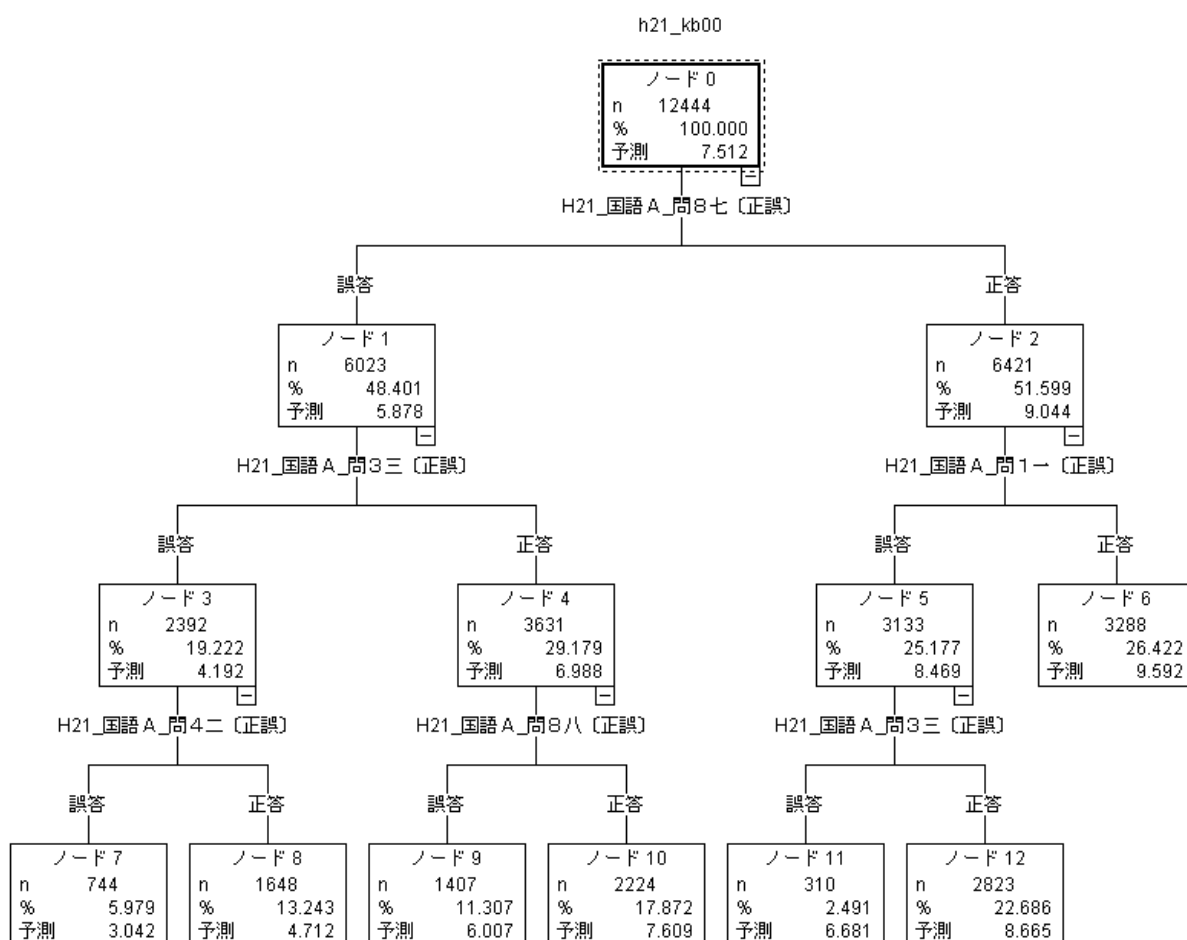 h21_kb00
ノード 0
n 12444
% 100.000
予測 7.512
H21_国語A_問8七〔正誤〕
誤答
正答
ノード 1
n 6023
% 48.401
予測 5.878
ノード 2
n 6421
% 51.599
予測 9.044
H21_国語A_問3三〔正誤〕
H21_国語A_問1一〔正誤〕
誤答
正答
誤答
正答
ノード 3
n 2392
% 19.222
予測 4.192
ノード 4
n 3631
% 29.179
予測 6.988
ノード 5
n 3133
% 25.177
予測 8.469
ノード 6
n 3288
% 26.422
予測 9.592
H21_国語A_問4二〔正誤〕
H21_国語A_問8八〔正誤〕
H21_国語A_問3三〔正誤〕
誤答
正答
誤答
正答
誤答
正答
ノード 7
n 744
% 5.979
予測 3.042
ノード 8
n 1648
% 13.243
予測 4.712
ノード 9
n 1407
% 11.307
予測 6.007
ノード 10
n 2224
% 17.872
予測 7.609
ノード 11
n 310
% 2.491
予測 6.681
ノード 12
n 2823
% 22.686
予測 8.665